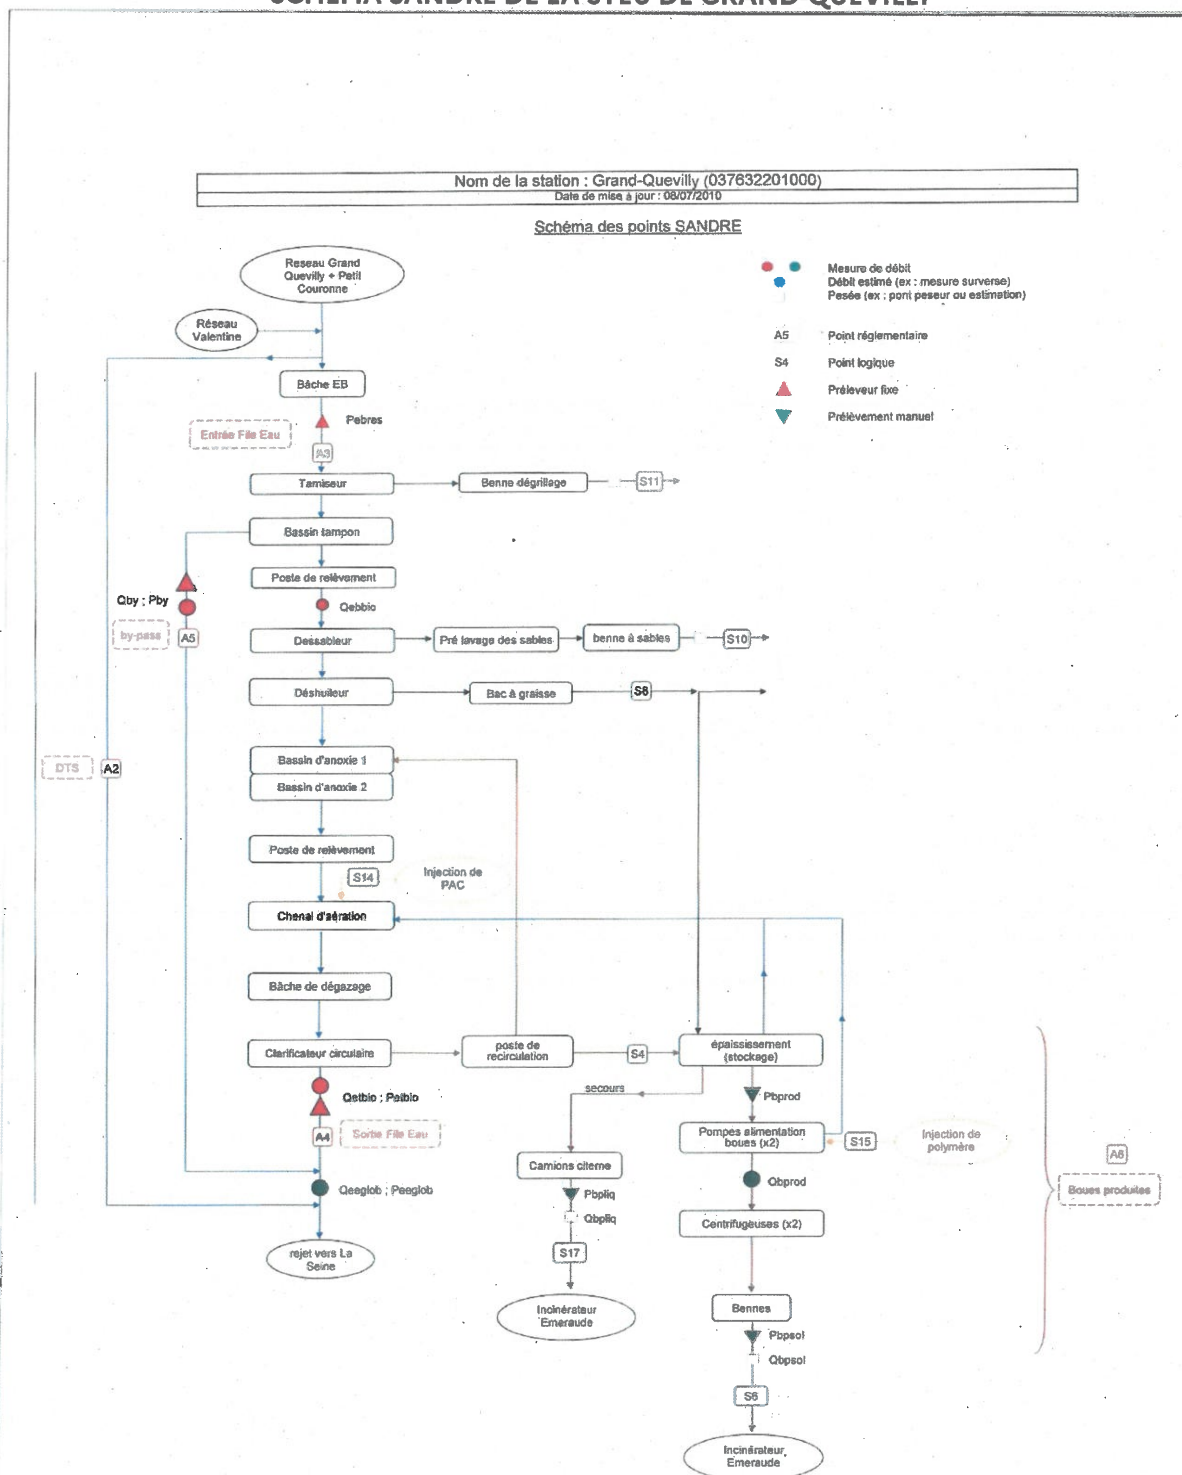 SCHEMA SANDRE DE LA STEU DE GRAND-QUEVILLY
Nom de la station : Grand-Quevilly (037632201000)
Date de mise à jour : 08/07/2010
Schéma des points SANDRE
Reseau Grand
Quevilly + Petit
Couronne
Réseau
Valentine
Mesure de débit
Débit estimé (ex : mesure surverse)
Pesée (ex : pont peseur ou estimation)
A5 Point réglementaire
S4 Point logique
Préleveur fixe
Prélèvement manuel
Bâche EB
Pebres
Entrée File Eau
A3
Tamiseur
Benne dégrillage
S11
Bassin tampon
Poste de relèvement
Qby ; Pby
Qebbio
by-pass
A5
Dessableur
Pré lavage des sables
benne à sables
S10
Déshuileur
Bac à graisse
S8
DTS
A2
Bassin d'anoxie 1
Bassin d'anoxie 2
Poste de relèvement
S14
Injection de
PAC
Chenal d'aération
Bâche de dégazage
Clarificateur circulaire
poste de
recirculation
S4
épaississement
(stockage)
secours
Qetbio ; Petbio
Pbprod
A4
Sortie File Eau
Pompes alimentation
boues (x2)
S15
Injection de
polymère
A6
Boues produites
Camions citerne
Qeeglob ; Peeglob
Pbpliq
Qbprod
Qbpliq
Centrifugeuses (x2)
rejet vers La
Seine
S17
Incinérateur
Emeraude
Bennes
Pbpsol
Qbpsol
S6
Incinérateur
Emeraude